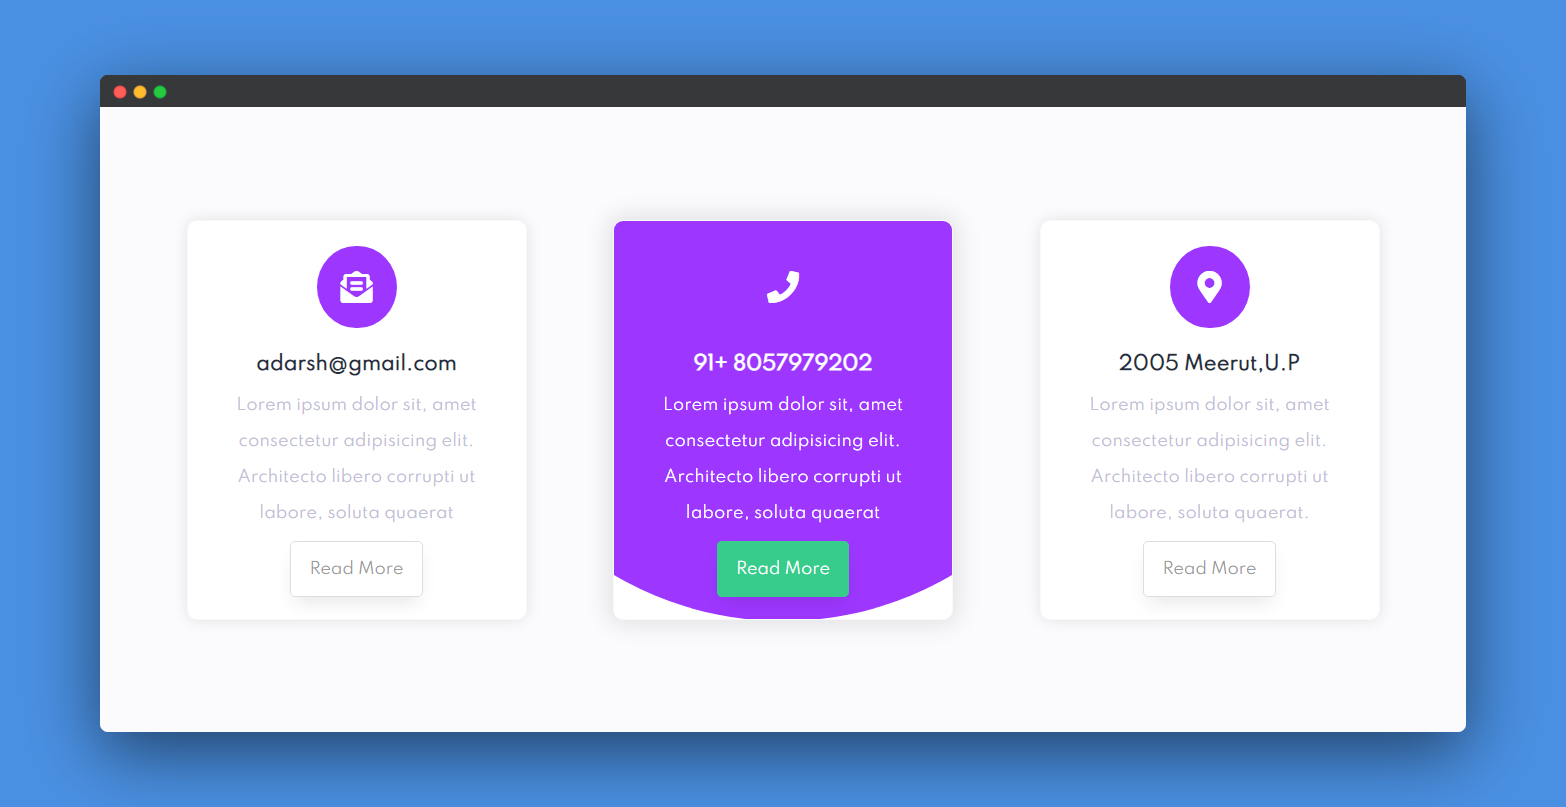 adarsh@gmail.com
Lorem ipsum dolor sit, amet
consectetur adipisicing elit.
Architecto libero corrupti ut
labore, soluta quaerat
Read More
91+ 8057979202
Lorem ipsum dolor sit, amet
consectetur adipisicing elit.
Architecto libero corrupti ut
labore, soluta quaerat
Read More
2005 Meerut,U.P
Lorem ipsum dolor sit, amet
consectetur adipisicing elit.
Architecto libero corrupti ut
labore, soluta quaerat.
Read More